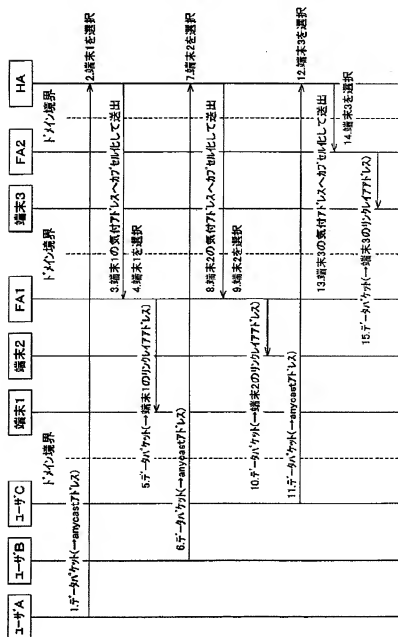 ユーザA
ユーザB
ユーザC
端末1
端末2
FA1
端末3
FA2
HA
ドメイン境界
ドメイン境界
ドメイン境界
1.データパケット(→anycastアドレス)
2.端末1を選択
3.端末1の気付アドレスへカプセル化して送出
4.端末1を選択
5.データパケット(→端末1のリンクレイアアドレス)
6.データパケット(→anycastアドレス)
7.端末2を選択
8.端末2の気付アドレスへカプセル化して送出
9.端末2を選択
10.データパケット(→端末2のリンクレイアアドレス)
11.データパケット(→anycastアドレス)
12.端末3を選択
13.端末3の気付アドレスへカプセル化して送出
14.端末3を選択
15.データパケット(→端末3のリンクレイアアドレス)